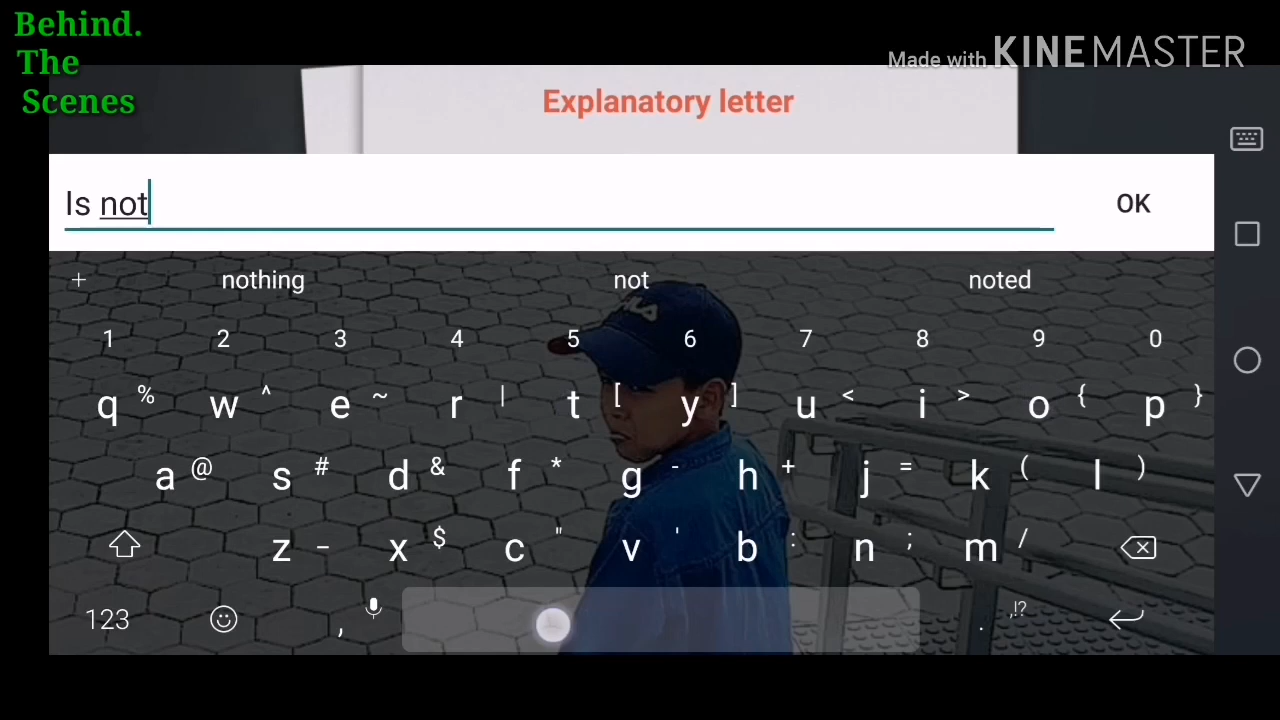 Behind.
The
Scenes
Made with KINEMASTER
Explanatory letter
Is not
OK
+ nothing not noted
1 2 3 4 5 6 7 8 9 0
q % w ^ e ~ r | t [ y ] u < i > o { p }
a @ s # d & f * g - h + j = k ( l )
z _ x $ c " v ' b : n ; m /
123 , . ,!?